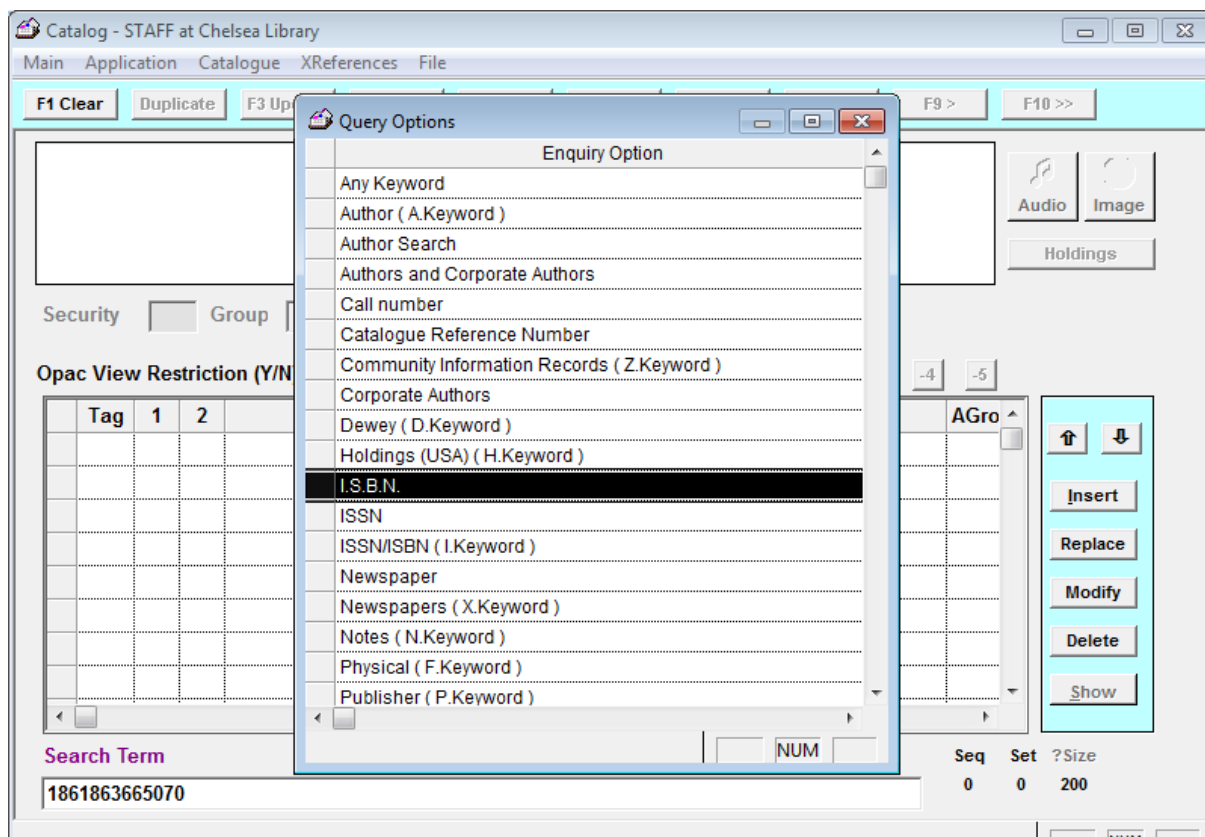 Catalog - STAFF at Chelsea Library
Main Application Catalogue XReferences File
F1 Clear Duplicate F3 Up F9 > F10 >>
Query Options
Enquiry Option
Any Keyword
Author ( A.Keyword )
Author Search
Authors and Corporate Authors
Call number
Catalogue Reference Number
Community Information Records ( Z.Keyword )
Corporate Authors
Dewey ( D.Keyword )
Holdings (USA) ( H.Keyword )
I.S.B.N.
ISSN
ISSN/ISBN ( I.Keyword )
Newspaper
Newspapers ( X.Keyword )
Notes ( N.Keyword )
Physical ( F.Keyword )
Publisher ( P.Keyword )
NUM
Audio Image
Holdings
Security Group
Opac View Restriction (Y/N
-4 -5
Tag 1 2 AGro
Insert
Replace
Modify
Delete
Show
Search Term
Seq Set ?Size
1861863665070 0 0 200